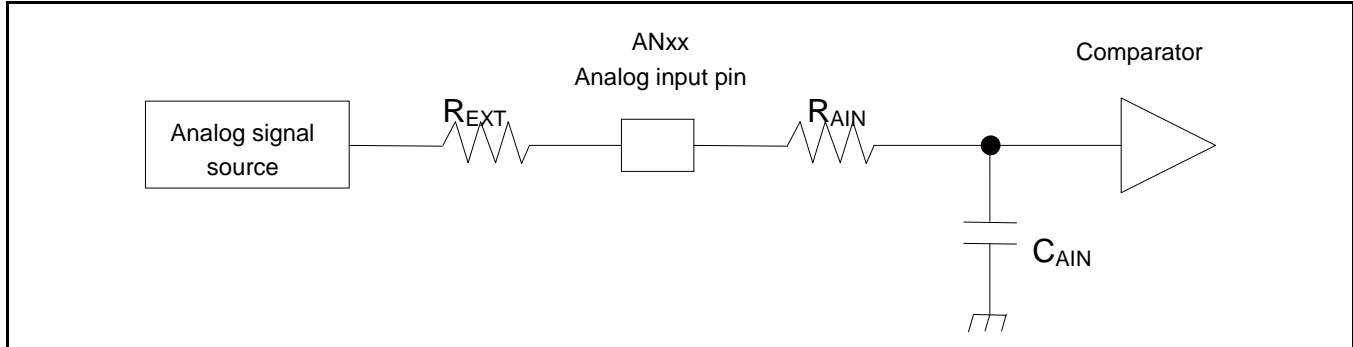 ANxx
Analog input pin
Comparator
Analog signal
source
REXT
RAIN
CAIN